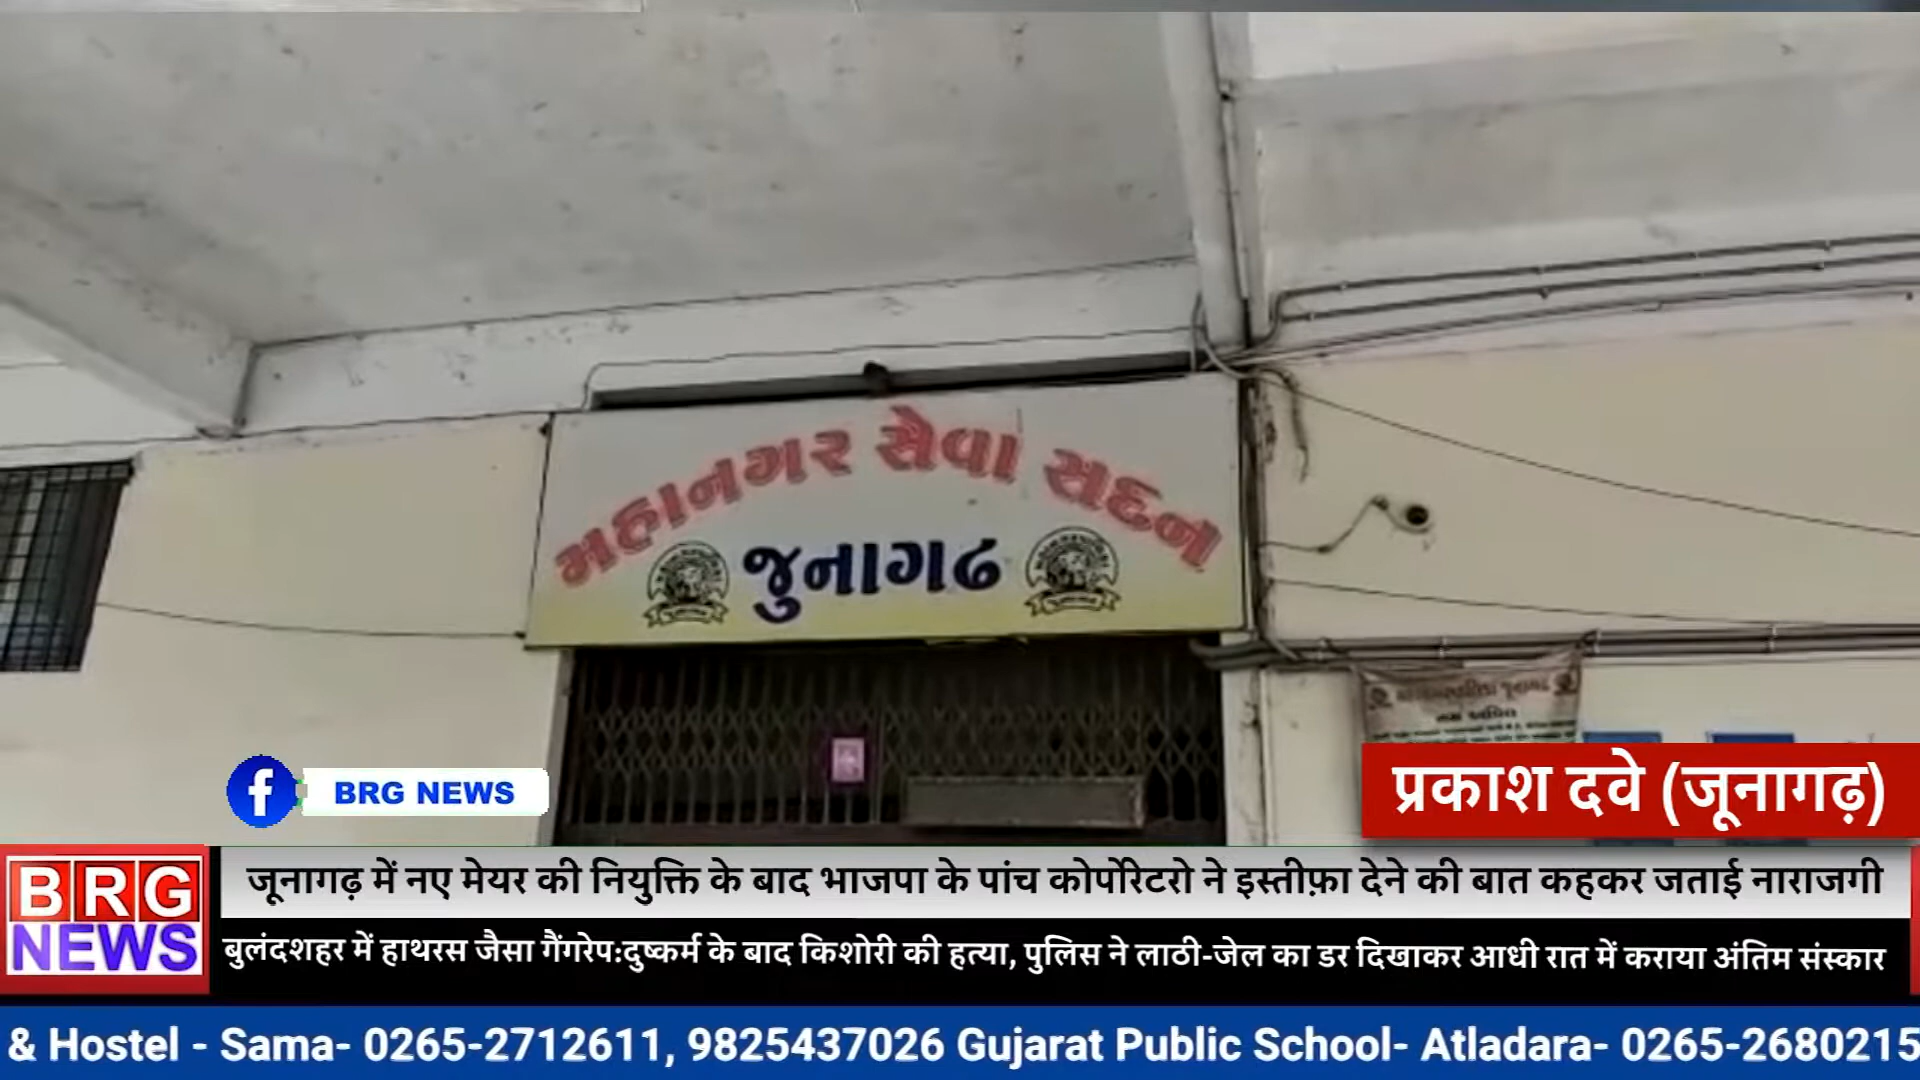 મહાનગર સેવા સદન
જુનાગઢ
BRG NEWS
प्रकाश दवे (जूनागढ़)
BRG
NEWS
जूनागढ़ में नए मेयर की नियुक्ति के बाद भाजपा के पांच कोर्पोरेटरो ने इस्तीफ़ा देने की बात कहकर जताई नाराजगी
बुलंदशहर में हाथरस जैसा गैंगरेप:दुष्कर्म के बाद किशोरी की हत्या, पुलिस ने लाठी-जेल का डर दिखाकर आधी रात में कराया अंतिम संस्कार
& Hostel - Sama- 0265-2712611, 9825437026 Gujarat Public School- Atladara- 0265-2680215